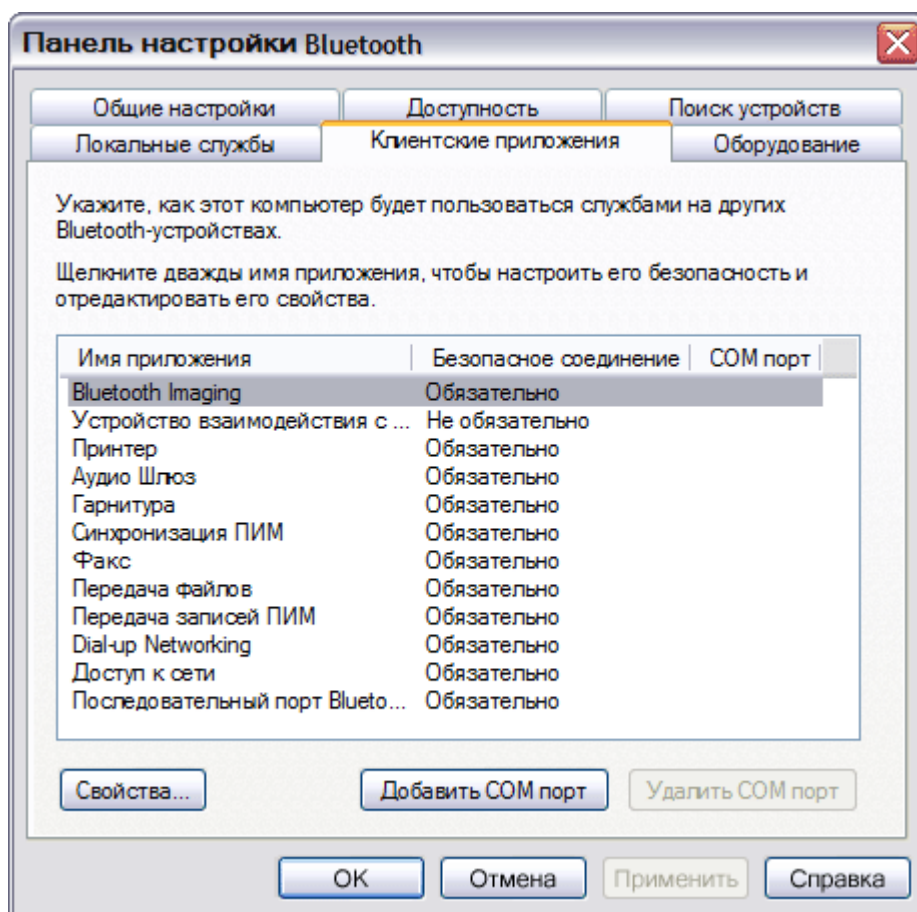 Панель настройки Bluetooth
Общие настройки Доступность Поиск устройств
Локальные службы Клиентские приложения Оборудование
Укажите, как этот компьютер будет пользоваться службами на других
Bluetooth-устройствах.
Щелкните дважды имя приложения, чтобы настроить его безопасность и
отредактировать его свойства.
Имя приложения Безопасное соединение COM порт
Bluetooth Imaging Обязательно
Устройство взаимодействия с ... Не обязательно
Принтер Обязательно
Аудио Шлюз Обязательно
Гарнитура Обязательно
Синхронизация ПИМ Обязательно
Факс Обязательно
Передача файлов Обязательно
Передача записей ПИМ Обязательно
Dial-up Networking Обязательно
Доступ к сети Обязательно
Последовательный порт Blueto... Обязательно
Свойства... Добавить COM порт Удалить COM порт
OK Отмена Применить Справка